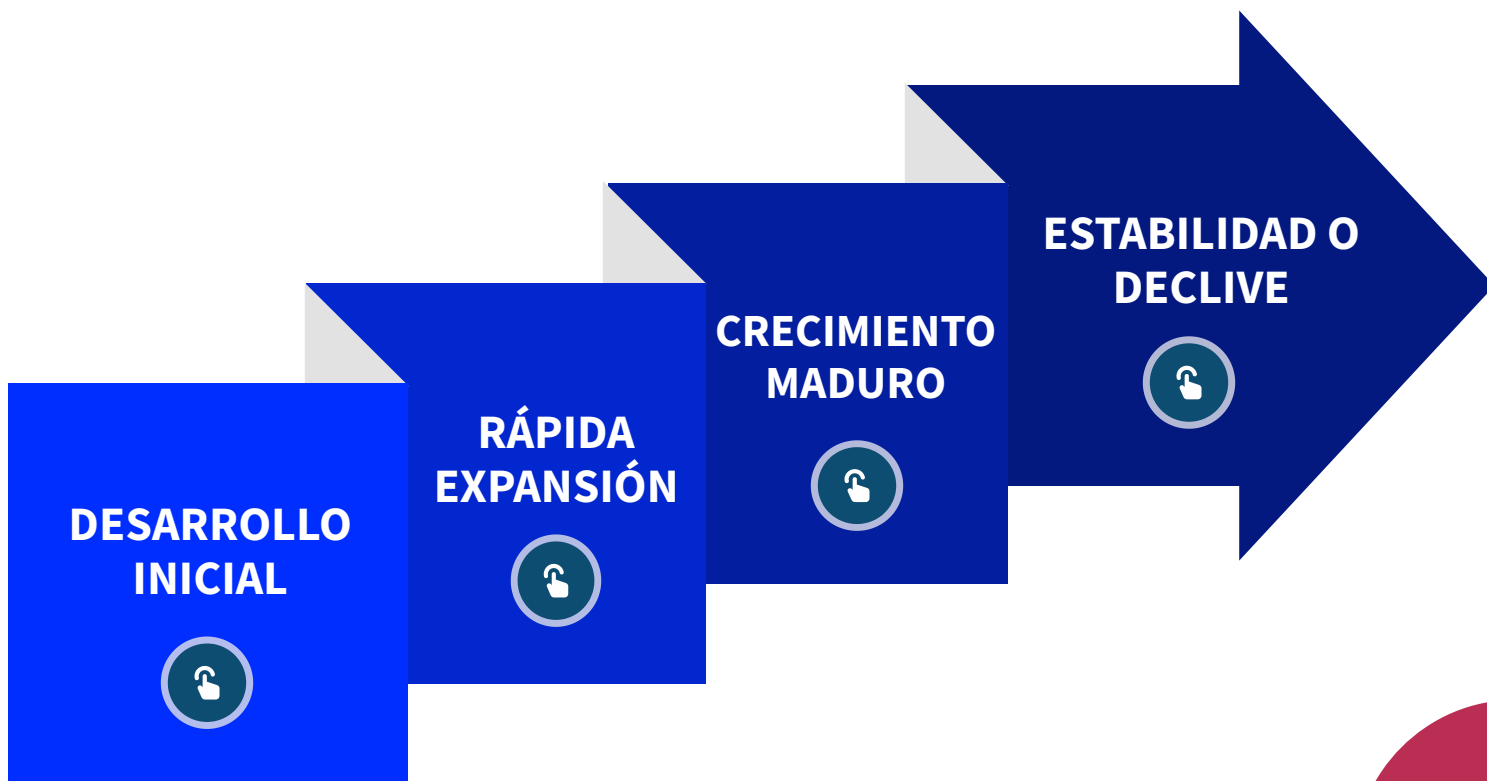 DESARROLLO
INICIAL
RÁPIDA
EXPANSIÓN
CRECIMIENTO
MADURO
ESTABILIDAD O
DECLIVE